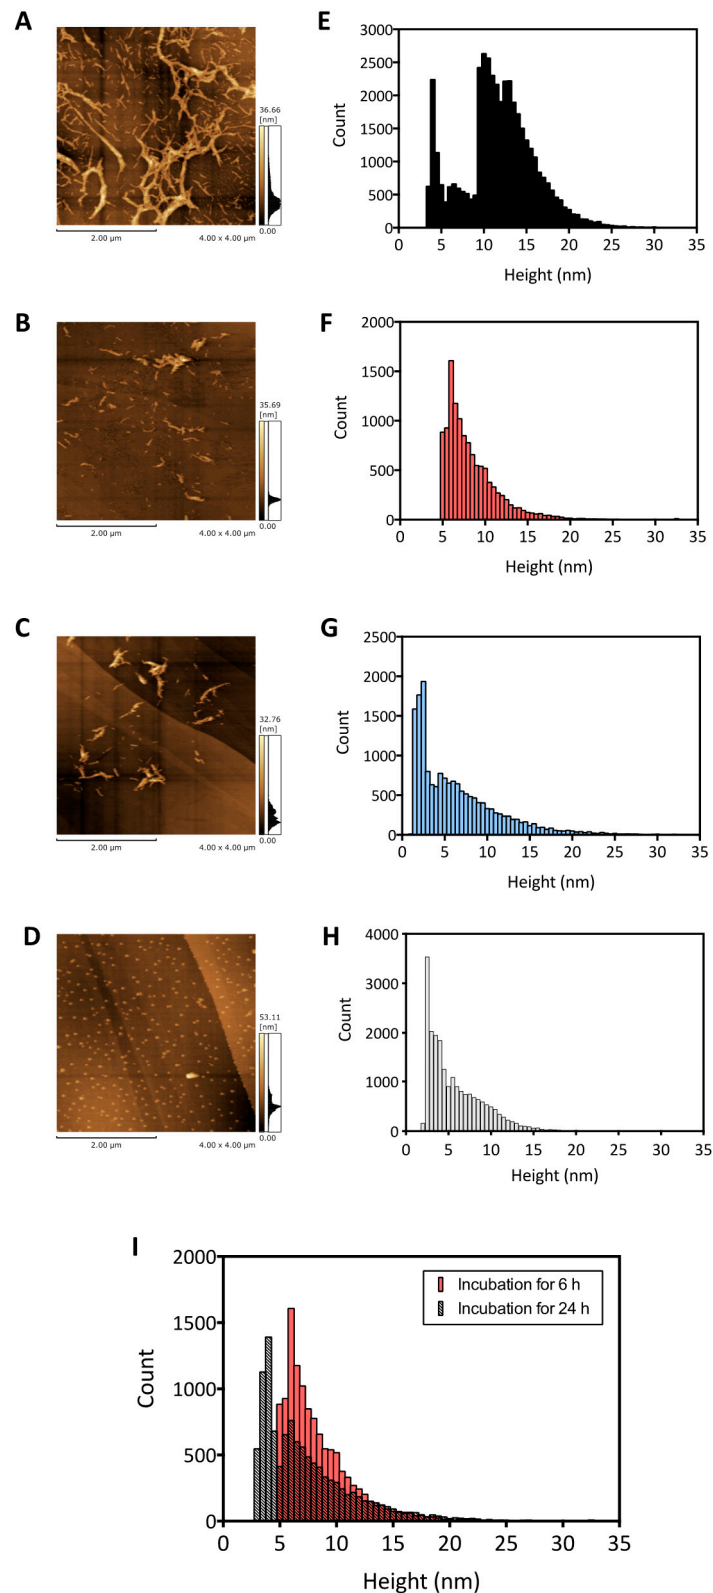 A
36.66
[nm]
0.00
2.00 µm
4.00 x 4.00 µm
E
3000
2500
2000
1500
1000
500
0
Count
0 5 10 15 20 25 30 35
Height (nm)
B
35.69
[nm]
0.00
2.00 µm
4.00 x 4.00 µm
F
2000
1500
1000
500
0
Count
0 5 10 15 20 25 30 35
Height (nm)
C
32.76
[nm]
0.00
2.00 µm
4.00 x 4.00 µm
G
2500
2000
1500
1000
500
0
Count
0 5 10 15 20 25 30 35
Height (nm)
D
53.11
[nm]
0.00
2.00 µm
4.00 x 4.00 µm
H
4000
3000
2000
1000
0
Count
0 5 10 15 20 25 30 35
Height (nm)
I
2000
1500
1000
500
0
Count
Incubation for 6 h
Incubation for 24 h
0 5 10 15 20 25 30 35
Height (nm)